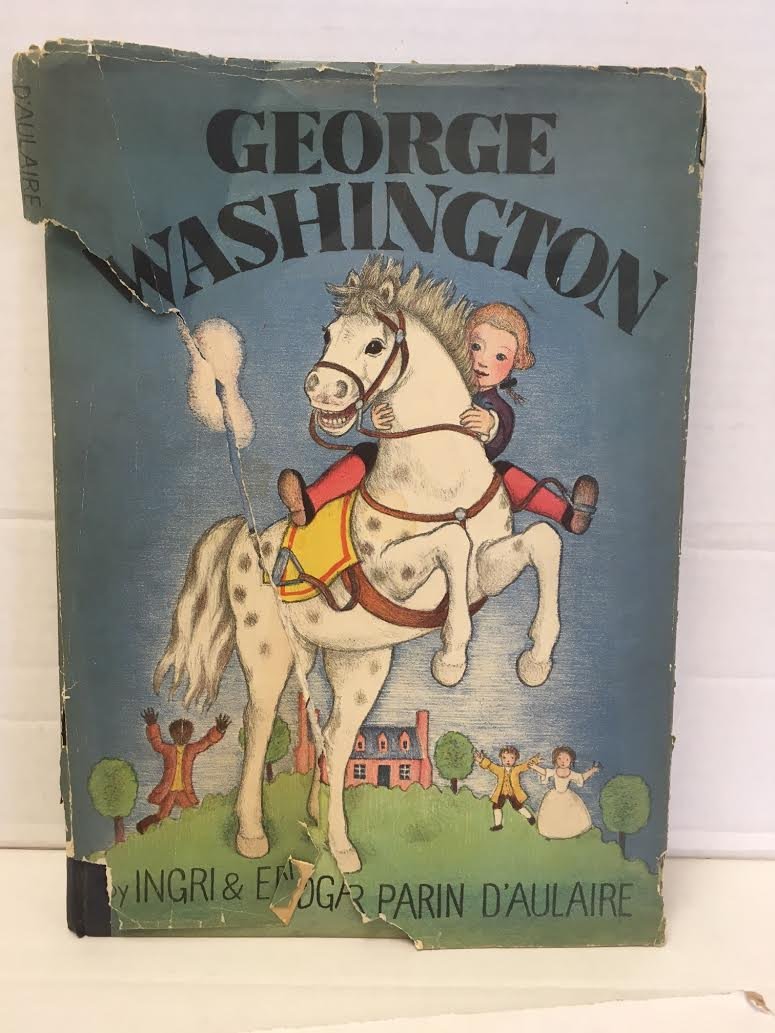 D'AULAIRE
GEORGE
WASHINGTON
by INGRI & EDGAR PARIN D'AULAIRE